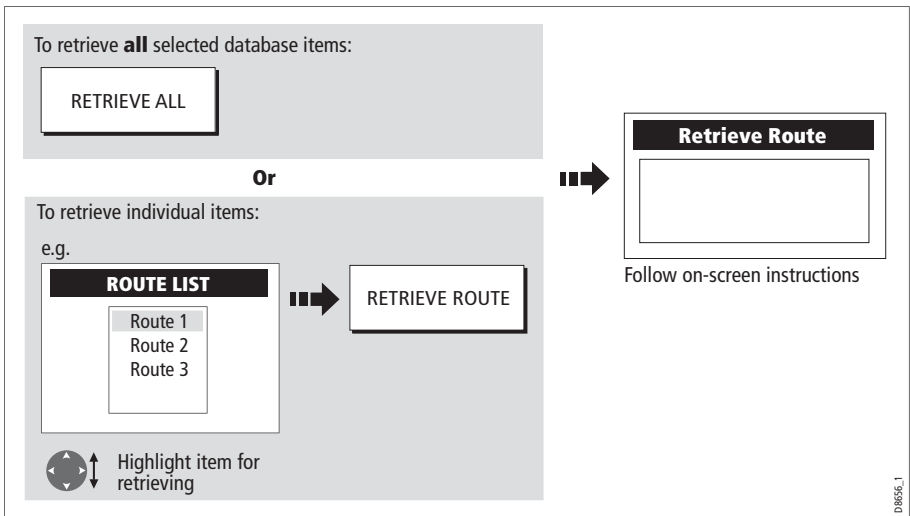 To retrieve all selected database items:
RETRIEVE ALL
Or
To retrieve individual items:
e.g.
ROUTE LIST
Route 1
Route 2
Route 3
RETRIEVE ROUTE
Highlight item for
retrieving
Retrieve Route
Follow on-screen instructions
D8656_1